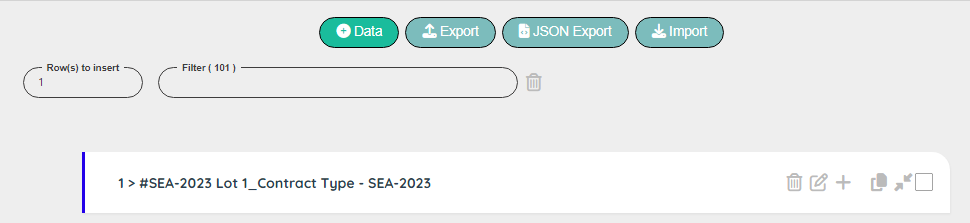 Data Export JSON Export Import
Row(s) to insert Filter ( 101 )
1
1 > #SEA-2023 Lot 1_Contract Type - SEA-2023